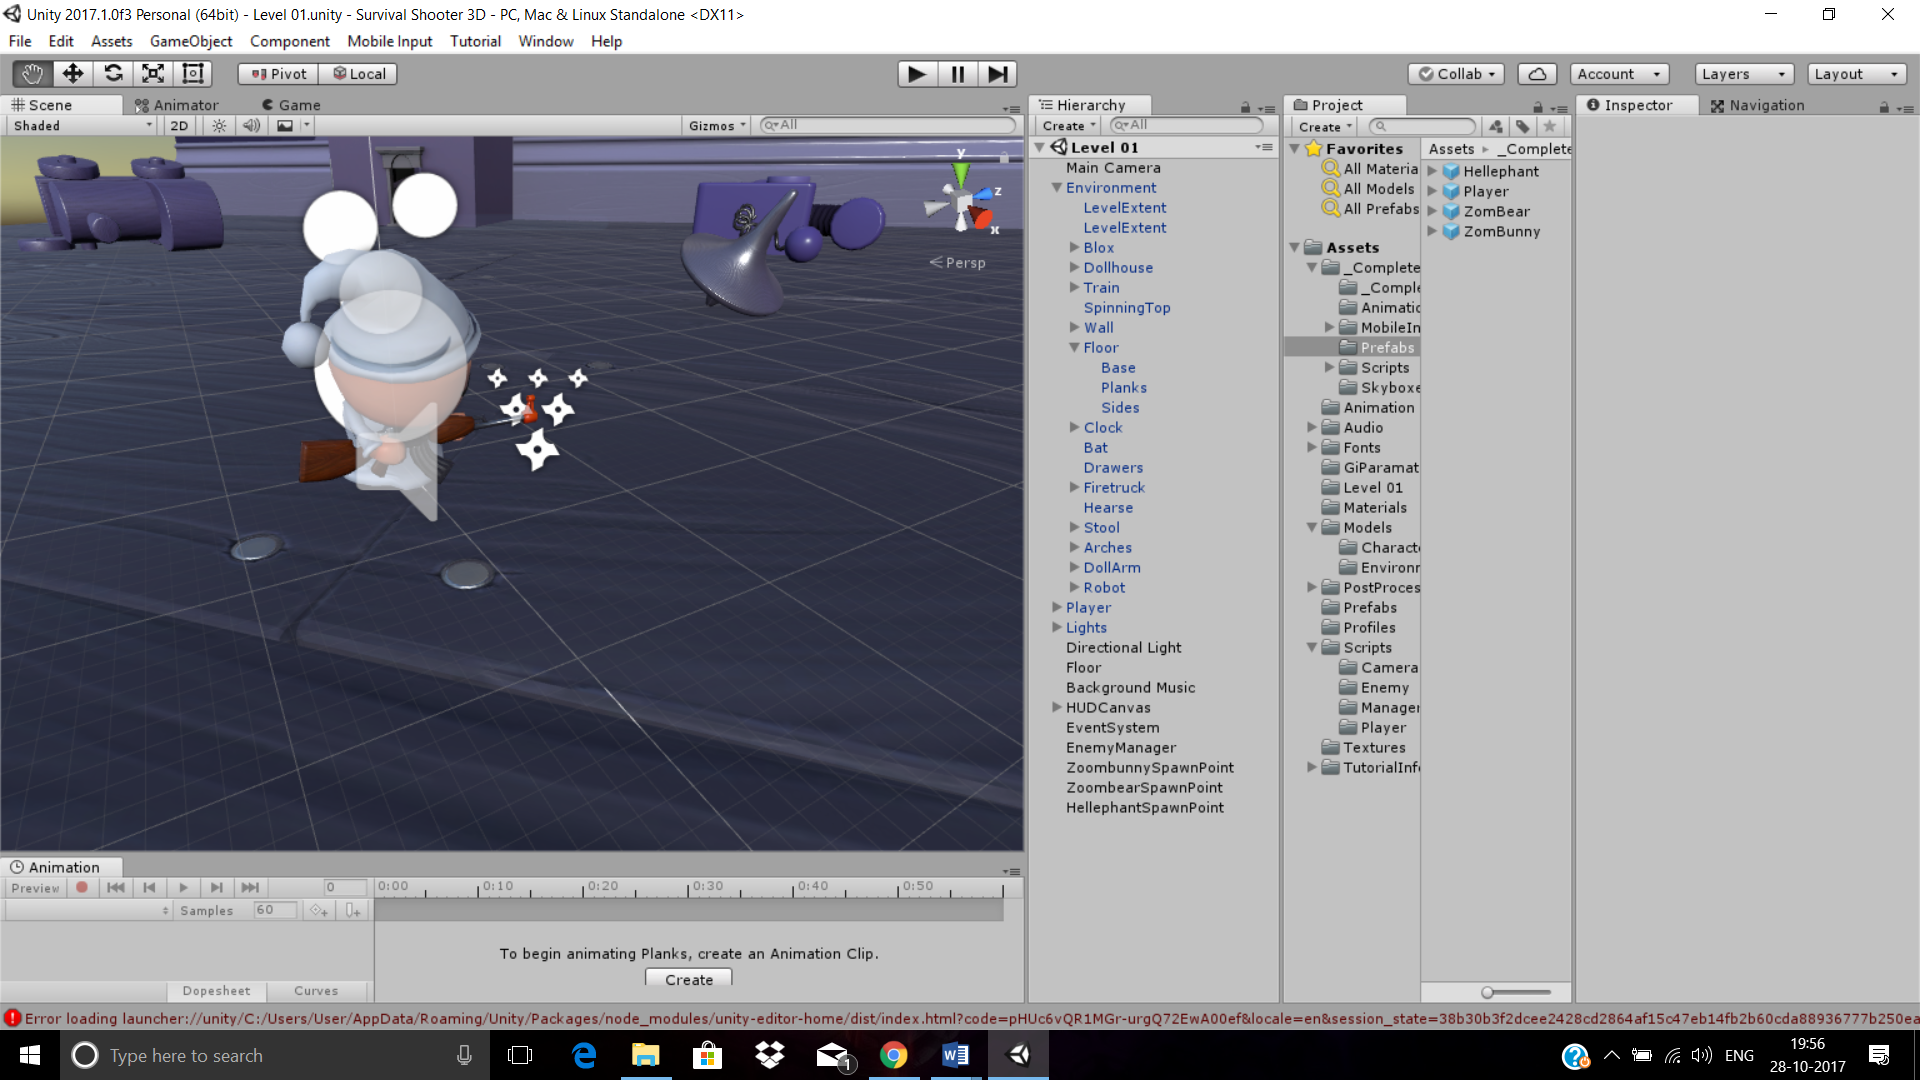 Unity 2017.1.0f3 Personal (64bit) - Level 01.unity - Survival Shooter 3D - PC, Mac & Linux Standalone <DX11>
File Edit Assets GameObject Component Mobile Input Tutorial Window Help
Pivot Local
Collab Account Layers Layout
Scene Animator Game
Shaded 2D Gizmos All
y
z
x
Persp
Hierarchy
Create All
Level 01
Main Camera
Environment
LevelExtent
LevelExtent
Blox
Dollhouse
Train
SpinningTop
Wall
Floor
Base
Planks
Sides
Clock
Bat
Drawers
Firetruck
Hearse
Stool
Arches
DollArm
Robot
Player
Lights
Directional Light
Floor
Background Music
HUDCanvas
EventSystem
EnemyManager
ZoombunnySpawnPoint
ZoombearSpawnPoint
HellephantSpawnPoint
Project
Create
Favorites
All Materia
All Models
All Prefabs
Assets
_Complete
_Comple
Animatic
MobileIn
Prefabs
Scripts
Skyboxe
Animation
Audio
Fonts
GiParamat
Level 01
Materials
Models
Characte
Environr
PostProces
Prefabs
Profiles
Scripts
Camera
Enemy
Manager
Player
Textures
TutorialInfo
Assets _Complete
Hellephant
Player
ZomBear
ZomBunny
Inspector Navigation
Animation
Preview 0 0:00 0:10 0:20 0:30 0:40 0:50
Samples 60
To begin animating Planks, create an Animation Clip.
Create
Dopesheet Curves
Error loading launcher://unity/C:/Users/User/AppData/Roaming/Unity/Packages/node_modules/unity-editor-home/dist/index.html?code=pHUc6vQR1MGr-urgQ72EwA00ef&locale=en&session_state=38b30b3f2dcee2428cd2864af15c47eb14fb2b60cda88936777b250ea
Type here to search
1
ENG
19:56
28-10-2017